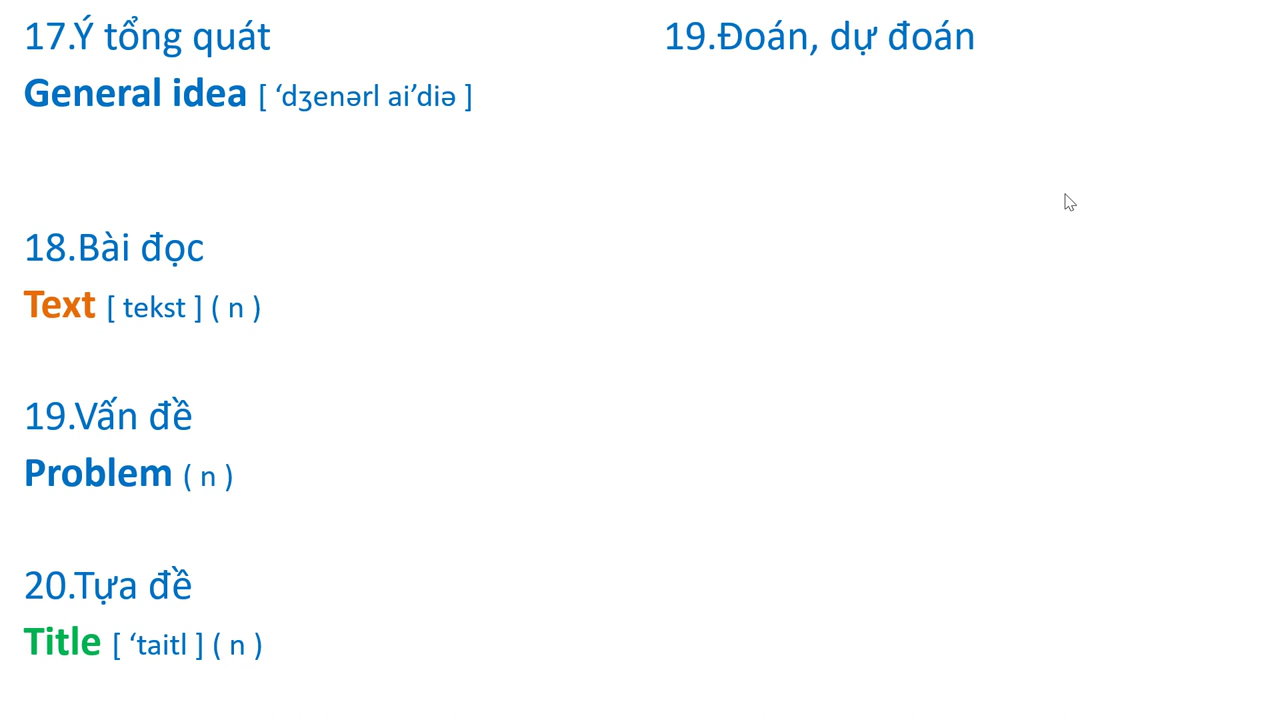 17.Ý tổng quát
General idea [ ‘dʒenərl ai’diə ]
18.Bài đọc
Text [ tekst ] ( n )
19.Vấn đề
Problem ( n )
20.Tựa đề
Title [ ‘taitl ] ( n )
19.Đoán, dự đoán